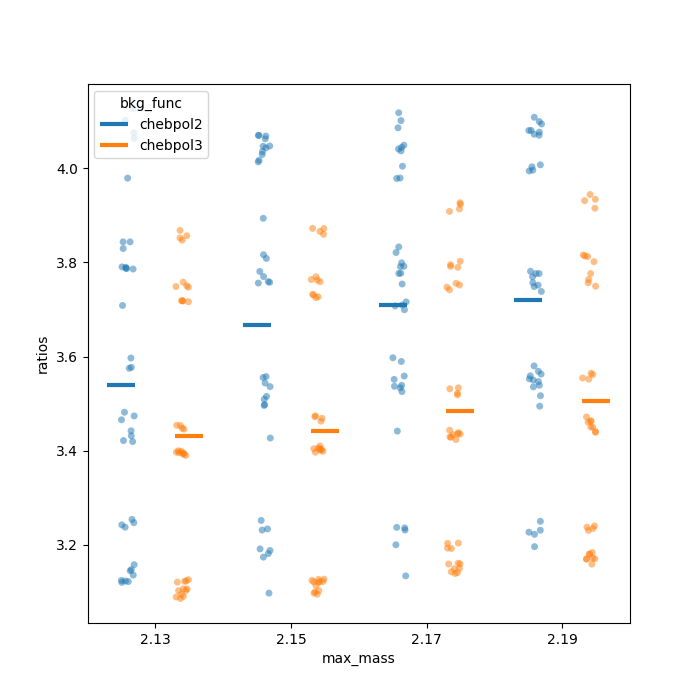 bkg_func
chebpol2
chebpol3
4.0
3.8
3.6
3.4
3.2
ratios
2.13
2.15
2.17
2.19
max_mass